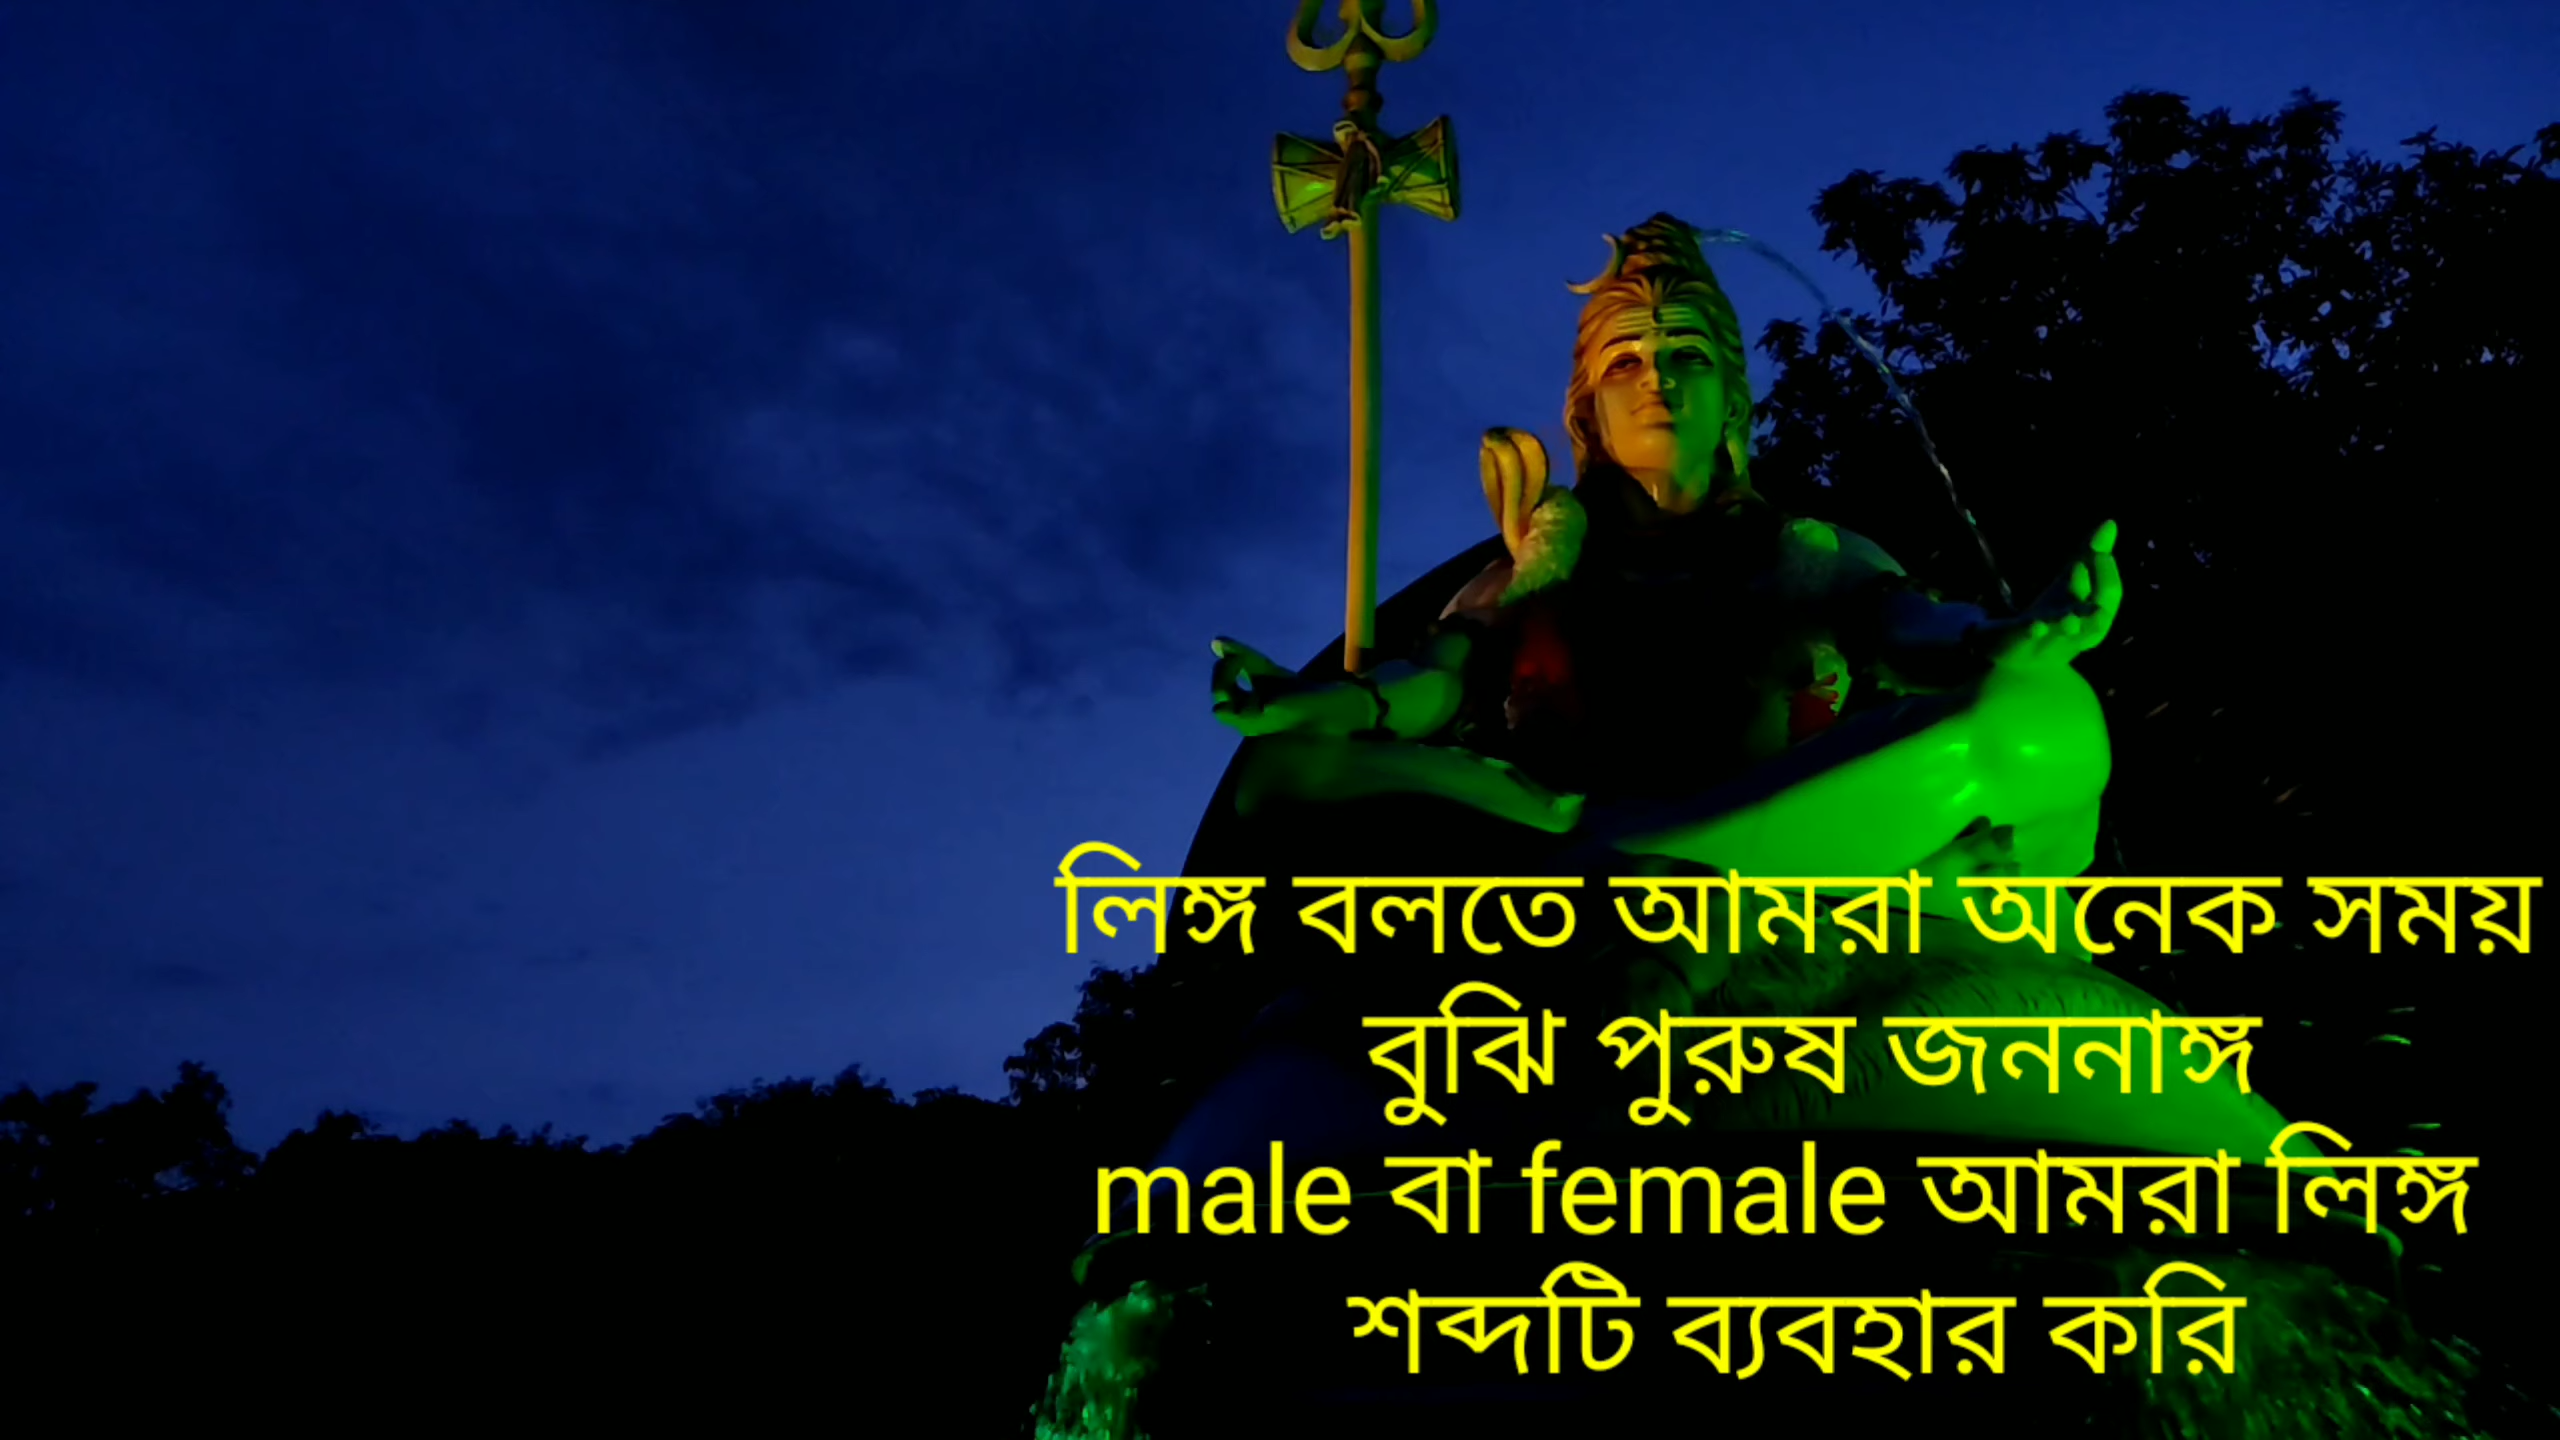 লিঙ্গ বলতে আমরা অনেক সময়
বুঝি পুরুষ জননাঙ্গ
male বা female আমরা লিঙ্গ
শব্দটি ব্যবহার করি